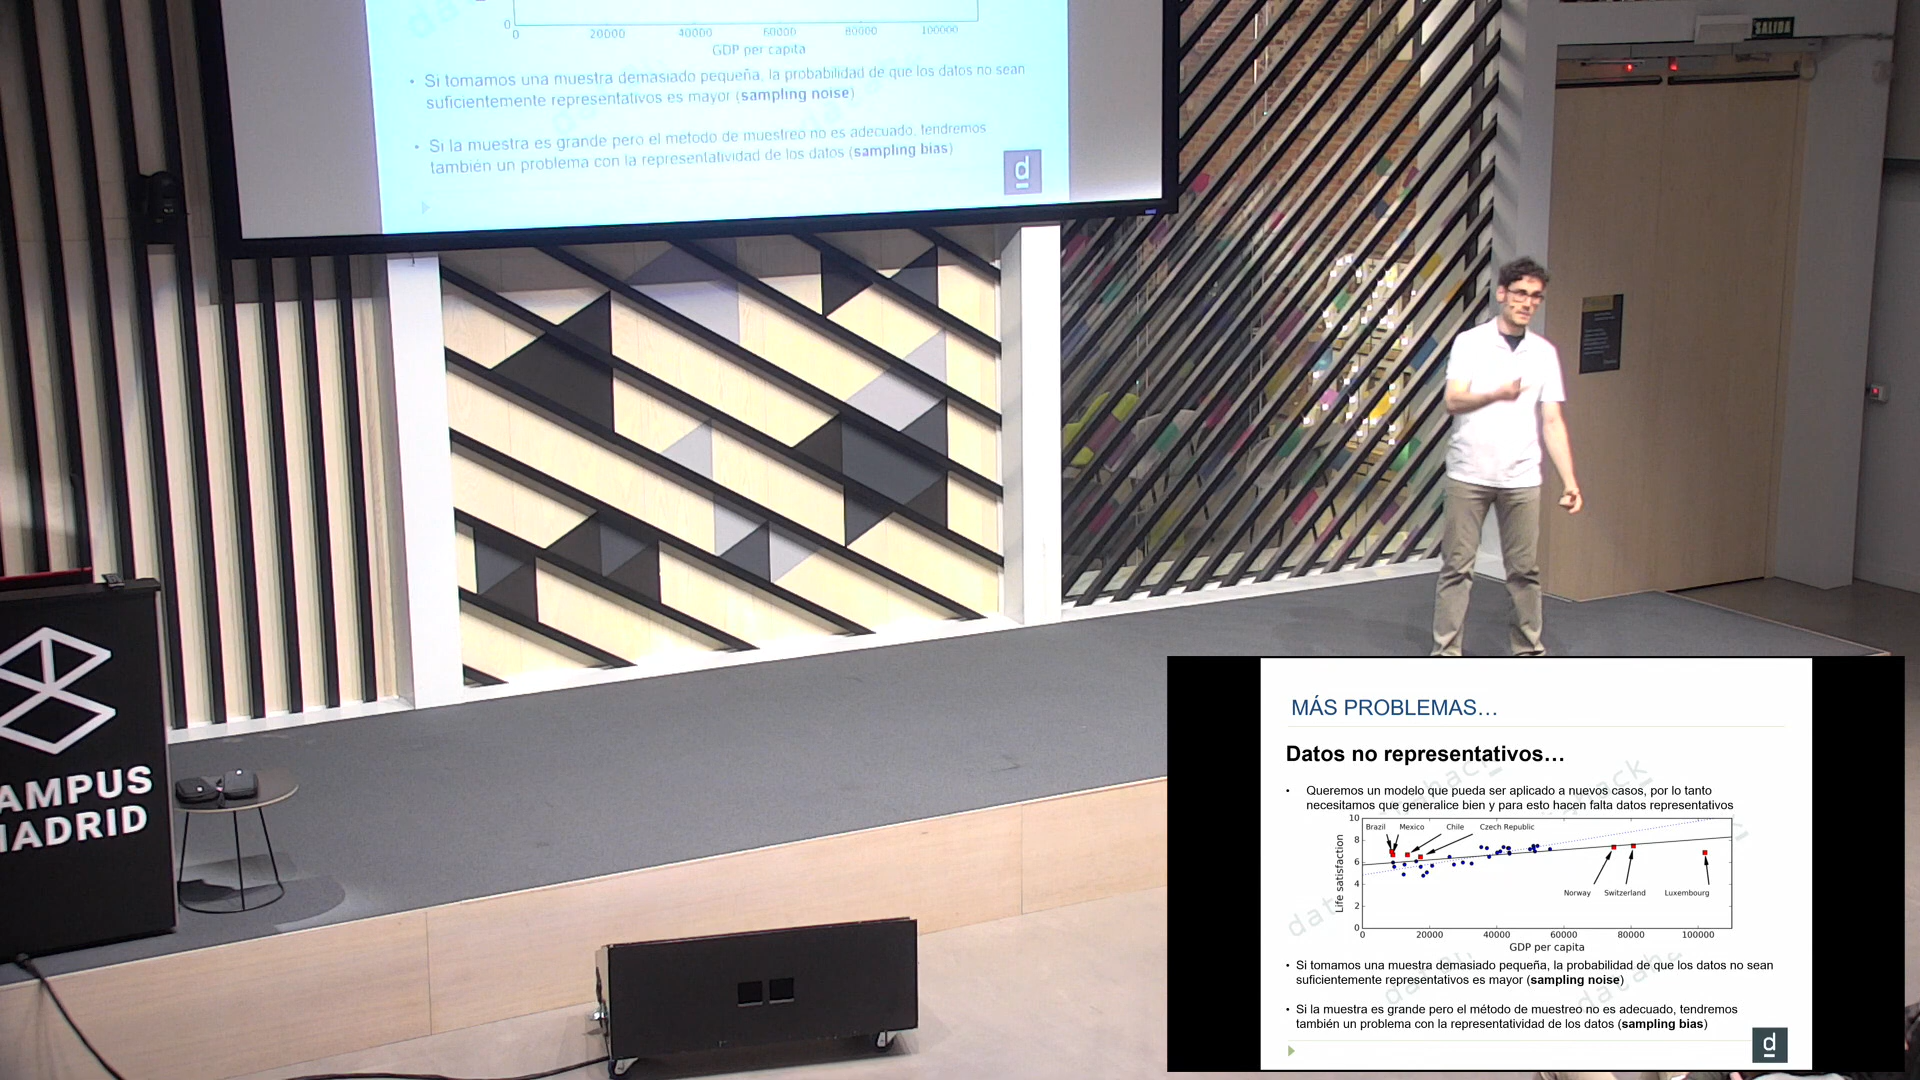 0
0
20000
40000
60000
80000
100000
GDP per capita
• Si tomamos una muestra demasiado pequeña, la probabilidad de que los datos no sean
suficientemente representativos es mayor (sampling noise)
• Si la muestra es grande pero el método de muestreo no es adecuado, tendremos
también un problema con la representatividad de los datos (sampling bias)
d
SALIDA
AMPUS
MADRID
MÁS PROBLEMAS…
Datos no representativos…
• Queremos un modelo que pueda ser aplicado a nuevos casos, por lo tanto
necesitamos que generalice bien y para esto hacen falta datos representativos
10
8
6
4
2
0
Life satisfaction
Brazil
Mexico
Chile
Czech Republic
Norway
Switzerland
Luxembourg
0
20000
40000
60000
80000
100000
GDP per capita
• Si tomamos una muestra demasiado pequeña, la probabilidad de que los datos no sean
suficientemente representativos es mayor (sampling noise)
• Si la muestra es grande pero el método de muestreo no es adecuado, tendremos
también un problema con la representatividad de los datos (sampling bias)
d